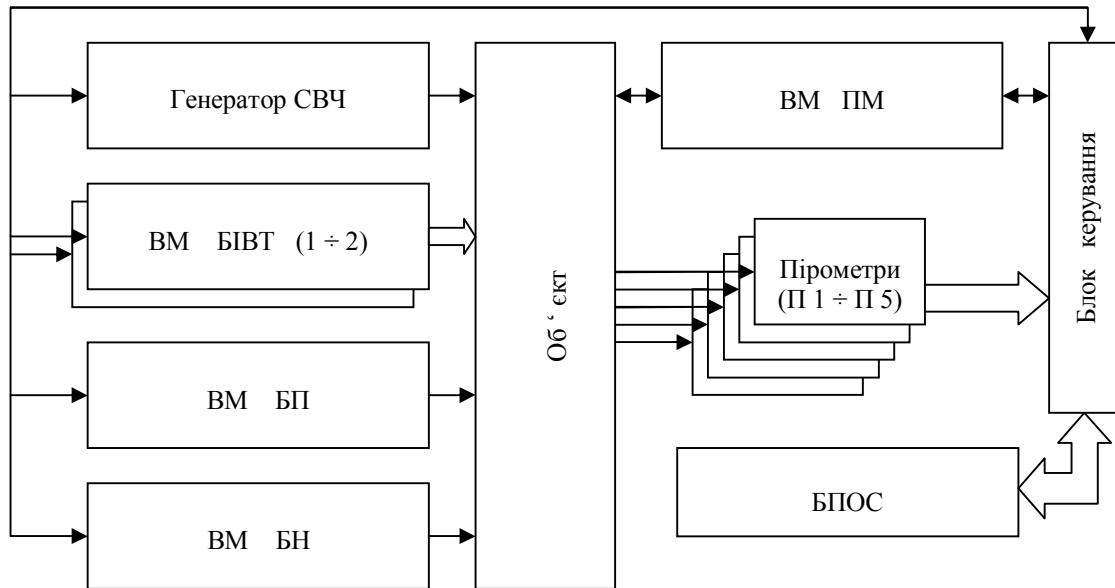 Генератор СВЧ
ВМ ПМ
ВМ БІВТ (1 ÷ 2)
Пірометри
(П 1 ÷ П 5)
Об ‘ єкт
Блок керування
ВМ БП
БПОС
ВМ БН